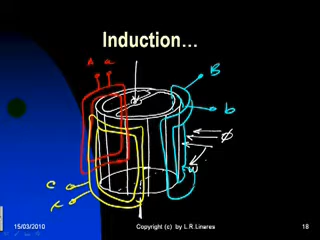 Induction...
A a
B
b
ϕ
ω
C
15/03/2010
Copyright (c) by L R Linares
18